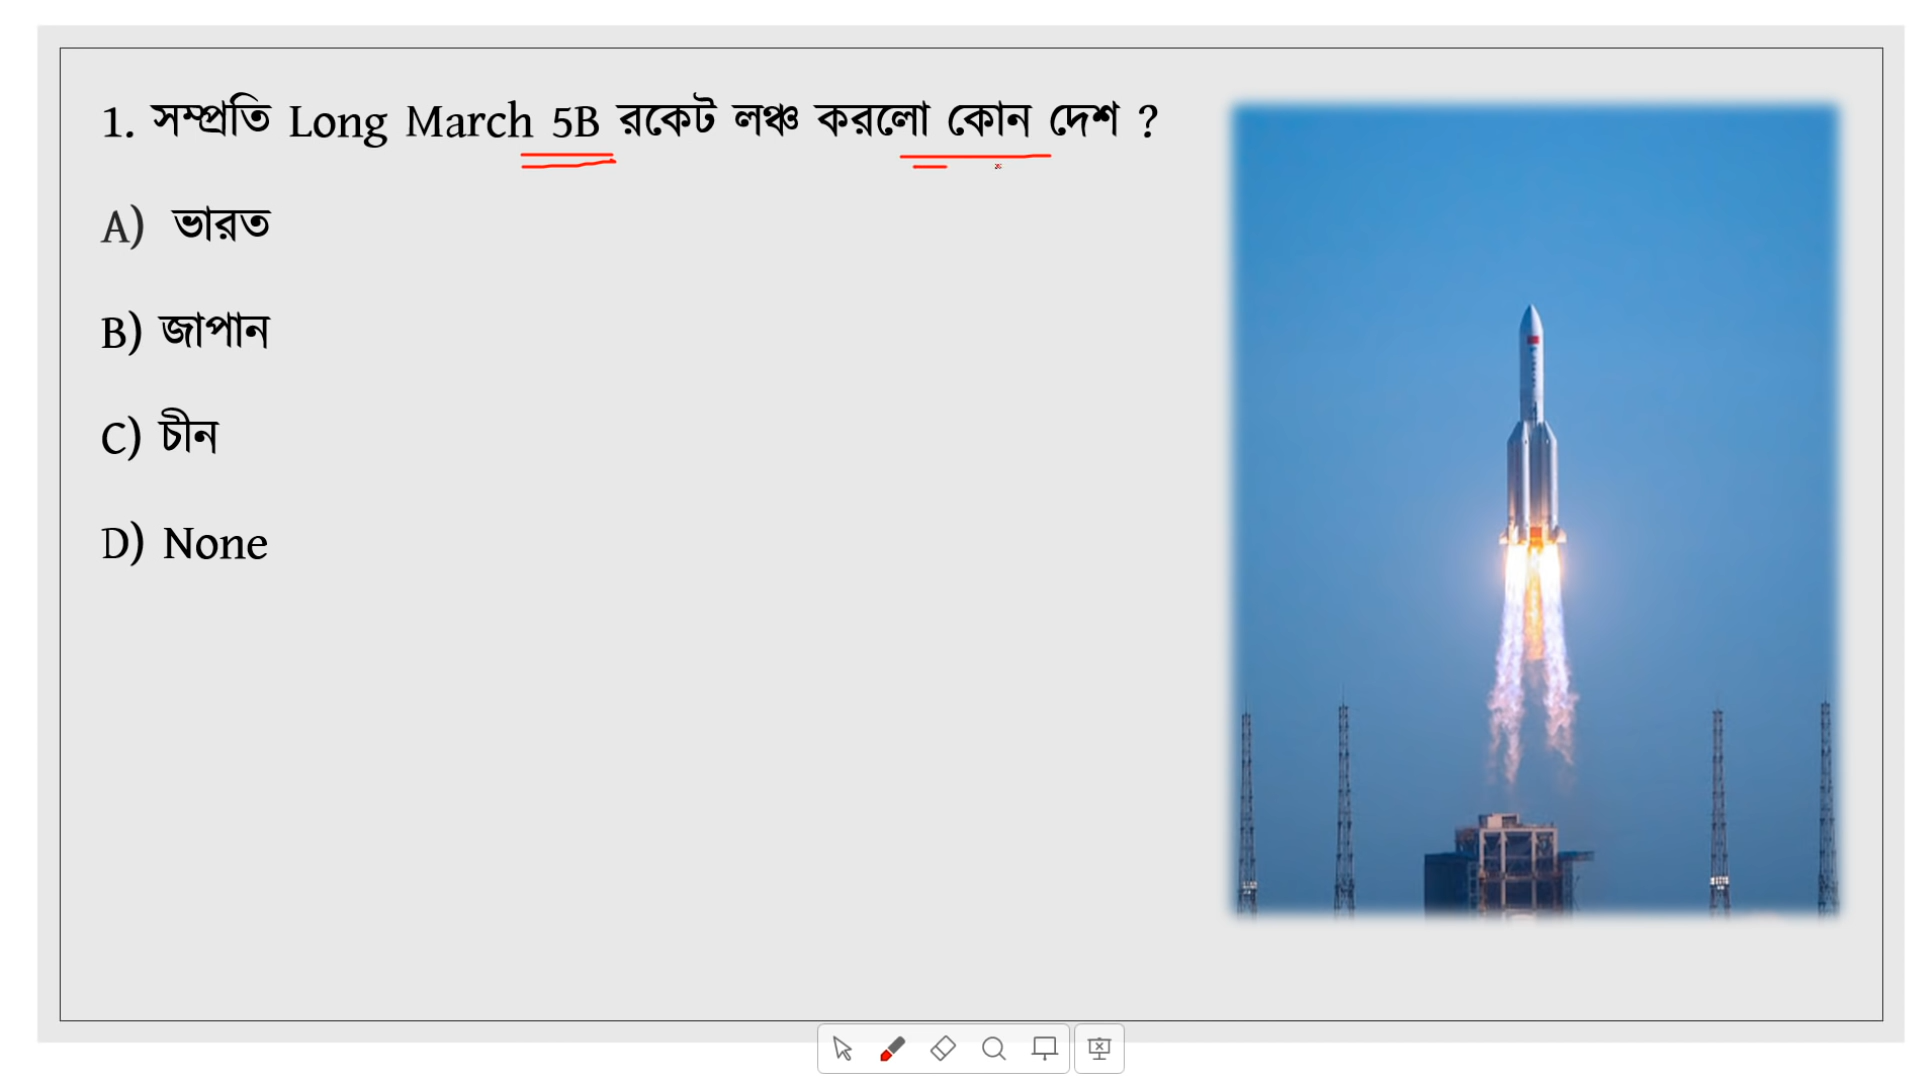 1. সম্প্রতি Long March 5B রকেট লঞ্চ করলো কোন দেশ ?
A) ভারত
B) জাপান
C) চীন
D) None